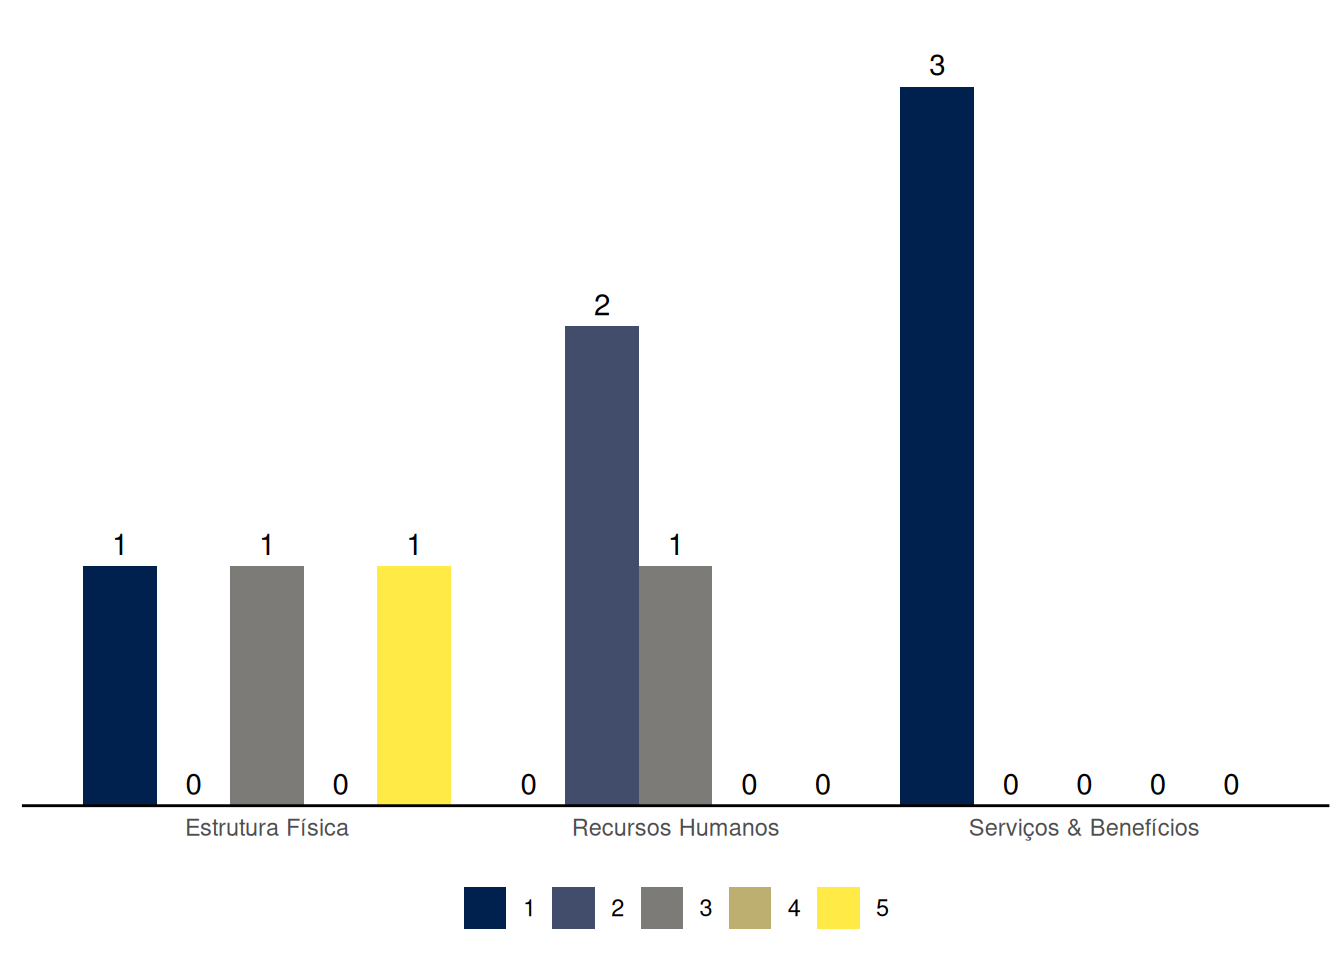 3
2
1 1 1 1
0 0 0 0 0 0 0 0 0
Estrutura Física Recursos Humanos Serviços & Benefícios
1 2 3 4 5